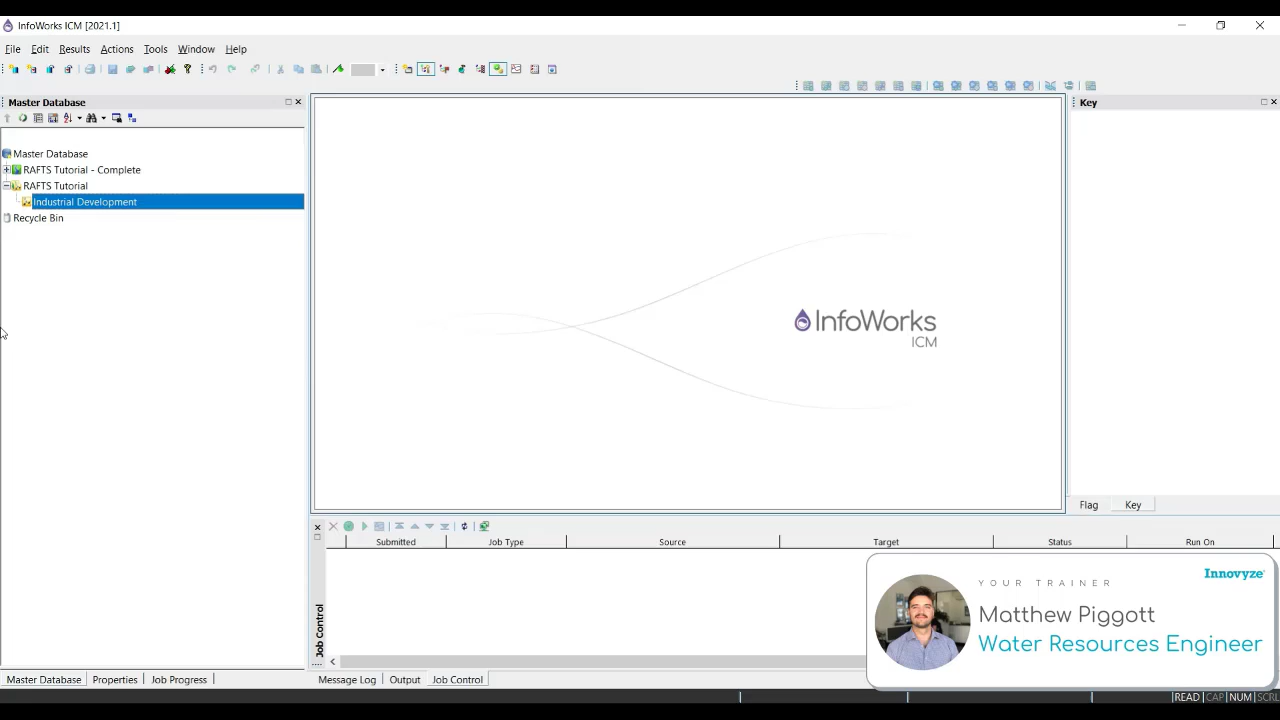 InfoWorks ICM [2021.1]
File Edit Results Actions Tools Window Help
Master Database
Key
Master Database
RAFTS Tutorial - Complete
RAFTS Tutorial
Industrial Development
Recycle Bin
InfoWorks
ICM
Flag Key
Submitted Job Type Source Target Status Run On
Job Control
Innovyze
YOUR TRAINER
Matthew Piggott
Water Resources Engineer
Master Database Properties Job Progress Message Log Output Job Control
READ CAP NUM SCRL